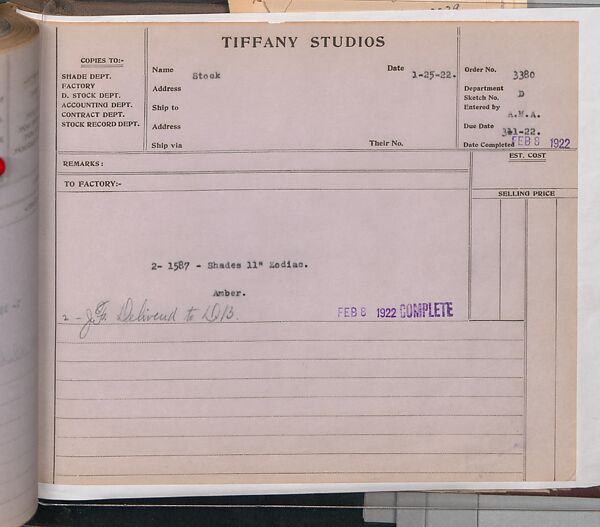 TIFFANY STUDIOS
COPIES TO:-
SHADE DEPT.
FACTORY
D. STOCK DEPT.
ACCOUNTING DEPT.
CONTRACT DEPT.
STOCK RECORD DEPT.
Name Stock
Date 1-25-22.
Address
Ship to
Address
Ship via
Their No.
Order No. 3380
Department D
Sketch No.
Entered by A.M.A.
Due Date 3-1-22.
Date Completed FEB 8 1922
REMARKS:
EST. COST
TO FACTORY:-
SELLING PRICE
2- 1587 - Shades 11" Zodiac.
Amber.
2 - J.F. Delivered to D.B.
FEB 8 1922 COMPLETE